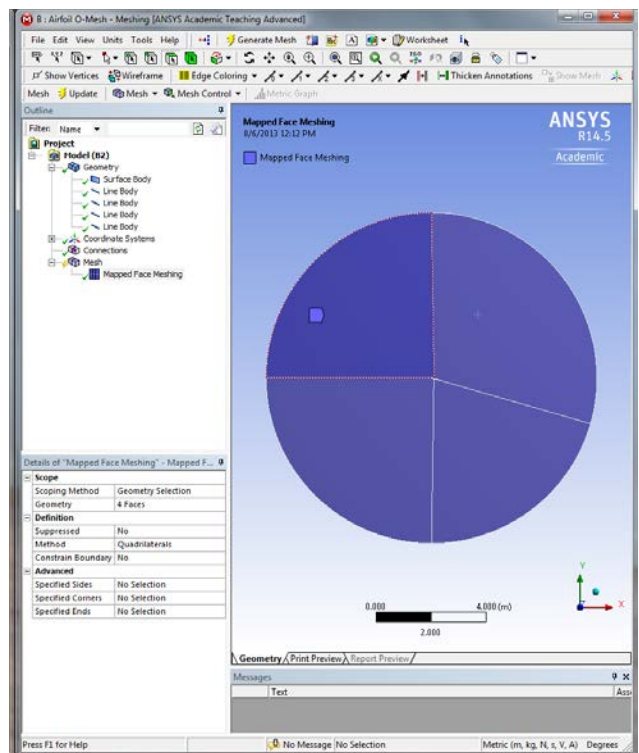 B : Airfoil O-Mesh - Meshing [ANSYS Academic Teaching Advanced]
File Edit View Units Tools Help Generate Mesh Worksheet
Show Vertices Wireframe Edge Coloring Thicken Annotations Show Mesh
Mesh Update Mesh Mesh Control Metric Graph
Outline
Filter: Name
Project
Model (B2)
Geometry
Surface Body
Line Body
Line Body
Line Body
Line Body
Coordinate Systems
Connections
Mesh
Mapped Face Meshing
Mapped Face Meshing
8/6/2013 12:12 PM
Mapped Face Meshing
ANSYS
R14.5
Academic
Details of "Mapped Face Meshing" - Mapped F...
Scope
Scoping Method Geometry Selection
Geometry 4 Faces
Definition
Suppressed No
Method Quadrilaterals
Constrain Boundary No
Advanced
Specified Sides No Selection
Specified Corners No Selection
Specified Ends No Selection
0.000 4.000 (m)
2.000
Y
X
Geometry Print Preview Report Preview
Messages
Text Ass
Press F1 for Help No Message No Selection Metric (m, kg, N, s, V, A) Degrees